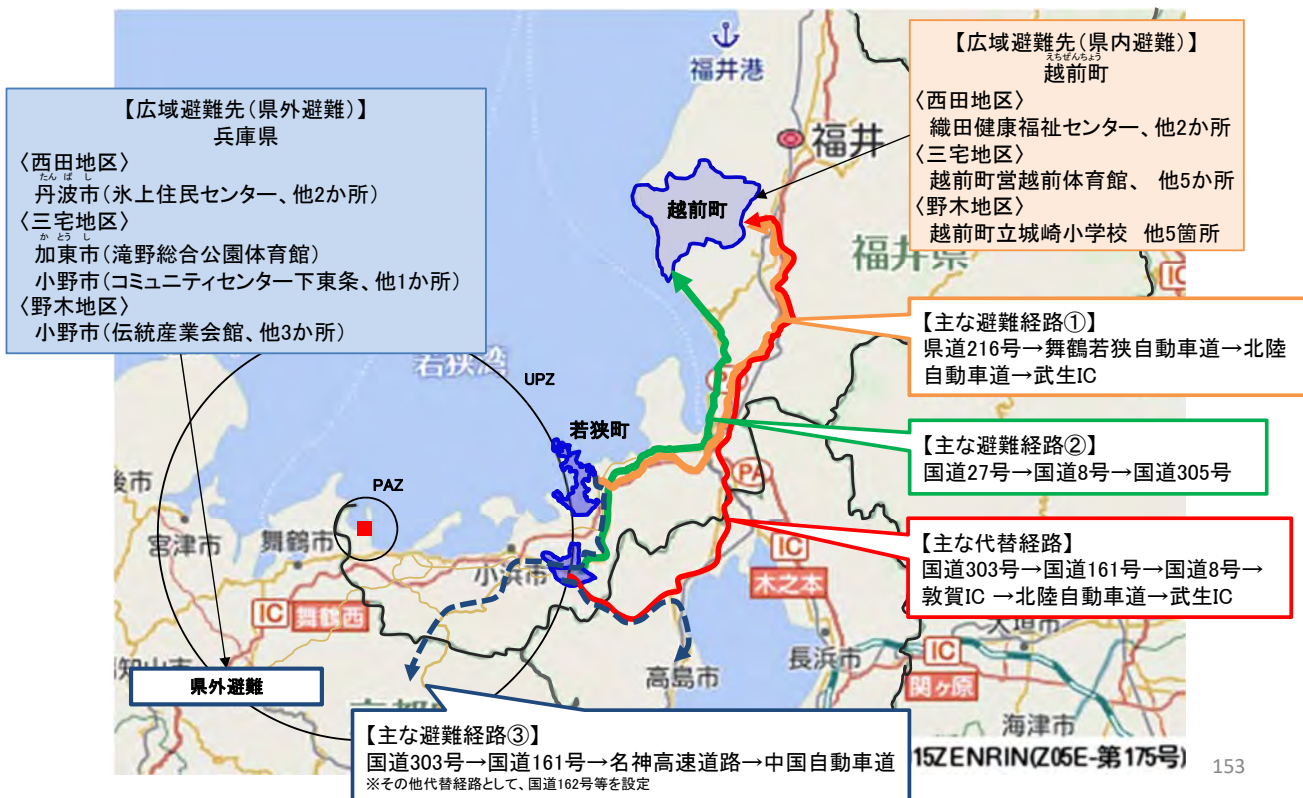 【広域避難先(県外避難)】
兵庫県
〈西田地区〉
たんばし
丹波市(氷上住民センター、他2か所)
〈三宅地区〉
かとうし
加東市(滝野総合公園体育館)
小野市(コミュニティセンター下東条、他1か所)
〈野木地区〉
小野市(伝統産業会館、他3か所)
【広域避難先(県内避難)】
えちぜんちょう
越前町
〈西田地区〉
織田健康福祉センター、他2か所
〈三宅地区〉
越前町営越前体育館、 他5か所
〈野木地区〉
越前町立城崎小学校 他5箇所
福井港
福井
越前町
福井県
IC
【主な避難経路①】
県道216号→舞鶴若狭自動車道→北陸
自動車道→武生IC
若狭湾
UPZ
若狭町
【主な避難経路②】
国道27号→国道8号→国道305号
PA
PAZ
後市
宮津市
舞鶴市
小浜市
【主な代替経路】
国道303号→国道161号→国道8号→
敦賀IC →北陸自動車道→武生IC
IC
木之本
IC 舞鶴西
大垣市
長浜市
IC
関ヶ原
高島市
知山市
県外避難
海津市
【主な避難経路③】
国道303号→国道161号→名神高速道路→中国自動車道
※その他代替経路として、国道162号等を設定
15ZENRIN(Z05E-第175号)
153